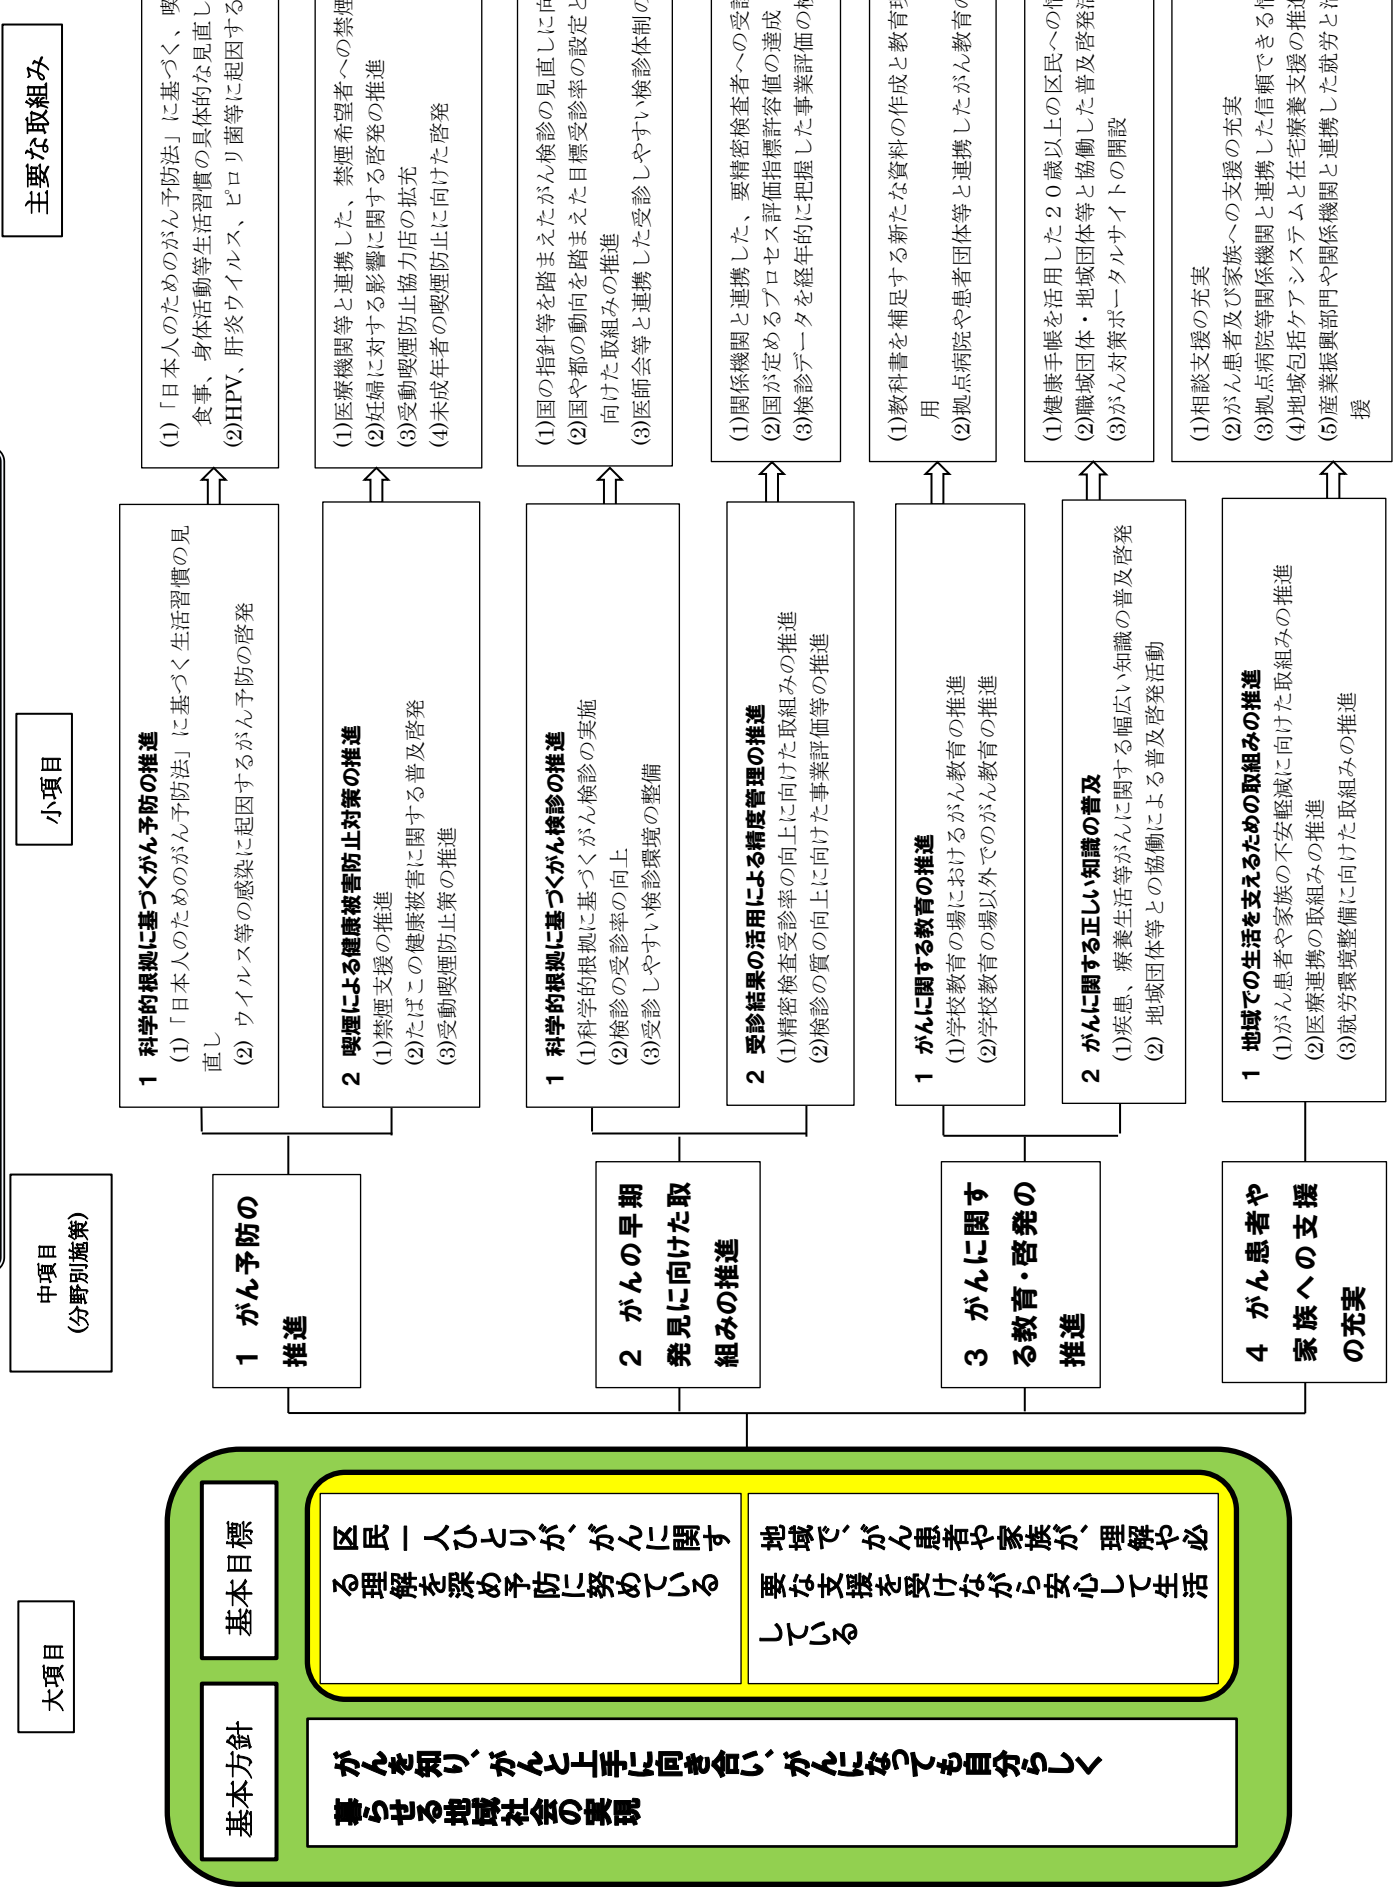 大項目
中項目
(分野別施策)
小項目
主要な取組み
基本方針
基本目標
がんを知り、がんと上手に向き合い、がんになっても自分らしく
暮らせる地域社会の実現
区民一人ひとりが、がんに関す
る理解を深め予防に努めている
地域で、がん患者や家族が、理解や必
要な支援を受けながら安心して生活
している
1 がん予防の
推進
1 科学的根拠に基づくがん予防の推進
(1)「日本人のためのがん予防法」に基づく生活習慣の見
直し
(2) ウイルス等の感染に起因するがん予防の啓発
(1)「日本人のためのがん予防法」に基づく、喫
食事、身体活動等生活習慣の具体的な見直し
(2)HPV、肝炎ウイルス、ピロリ菌等に起因する
2 喫煙による健康被害防止対策の推進
(1)禁煙支援の推進
(2)たばこの健康被害に関する普及啓発
(3)受動喫煙防止策の推進
(1)医療機関等と連携した、禁煙希望者への禁煙
(2)妊婦に対する影響に関する啓発の推進
(3)受動喫煙防止協力店の拡充
(4)未成年者の喫煙防止に向けた啓発
2 がんの早期
発見に向けた取
組みの推進
1 科学的根拠に基づくがん検診の推進
(1)科学的根拠に基づくがん検診の実施
(2)検診の受診率の向上
(3)受診しやすい検診環境の整備
(1)国の指針等を踏まえたがん検診の見直しに向
(2)国や都の動向を踏まえた目標受診率の設定と
向けた取組みの推進
(3)医師会等と連携した受診しやすい検診体制の
2 受診結果の活用による精度管理の推進
(1)精密検査受診率の向上に向けた取組みの推進
(2)検診の質の向上に向けた事業評価等の推進
(1)関係機関と連携した、要精密検査者への受診
(2)国が定めるプロセス評価指標許容値の達成
(3)検診データを経年的に把握した事業評価の検
3 がんに関す
る教育・啓発の
推進
1 がんに関する教育の推進
(1)学校教育の場におけるがん教育の推進
(2)学校教育の場以外でのがん教育の推進
(1)教科書を補足する新たな資料の作成と教育現
用
(2)拠点病院や患者団体等と連携したがん教育の
2 がんに関する正しい知識の普及
(1)疾患、療養生活等がんに関する幅広い知識の普及啓発
(2) 地域団体等との協働による普及啓発活動
(1)健康手帳を活用した20歳以上の区民への情
(2)職域団体・地域団体等と協働した普及啓発活
(3)がん対策ポータルサイトの開設
4 がん患者や
家族への支援
の充実
1 地域での生活を支えるための取組みの推進
(1)がん患者や家族の不安軽減に向けた取組みの推進
(2)医療連携の取組みの推進
(3)就労環境整備に向けた取組みの推進
(1)相談支援の充実
(2)がん患者及び家族への支援の充実
(3)拠点病院等関係機関と連携した信頼できる情
(4)地域包括ケアシステムと在宅療養支援の推進
(5)産業振興部門や関係機関と連携した就労と治
援